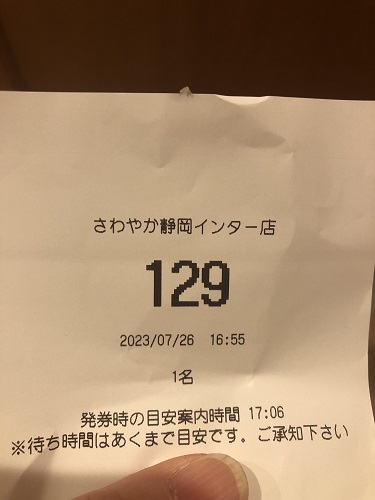 さわやか静岡インター店
129
2023/07/26 16:55
1名
発券時の目安案内時間 17:06
※待ち時間はあくまで目安です。ご承知下さい